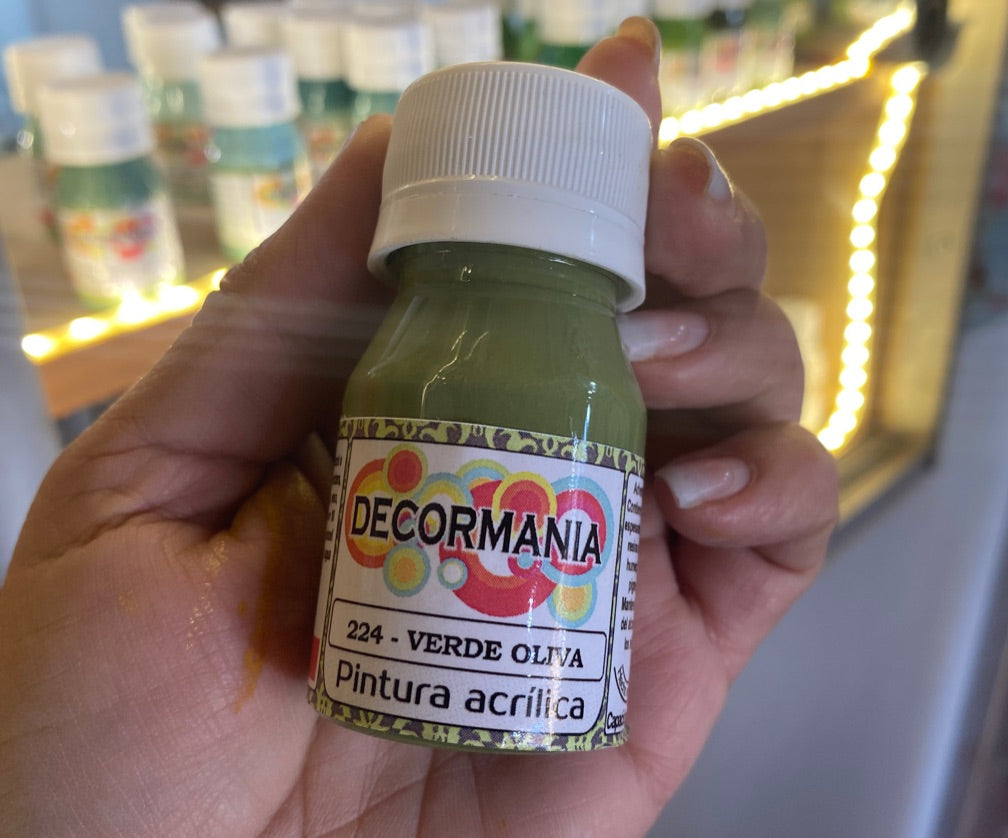 DECORMANIA
224 - VERDE OLIVA
Pintura acrílica